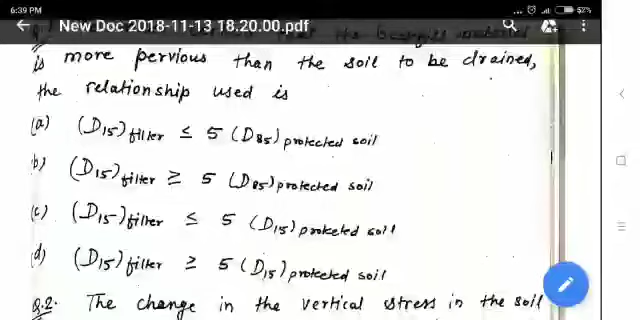 6:39 PM
52%
New Doc 2018-11-13 18.20.00.pdf
is more pervious than the soil to be drained,
the relationship used is
(a) (D15)filter ≤ 5 (D85) protected soil
(b) (D15)filter ≥ 5 (D85) protected soil
(c) (D15)filter ≤ 5 (D15) protected soil
(d) (D15)filter ≥ 5 (D15) protected soil
Q.2. The change in the vertical stress in the soil